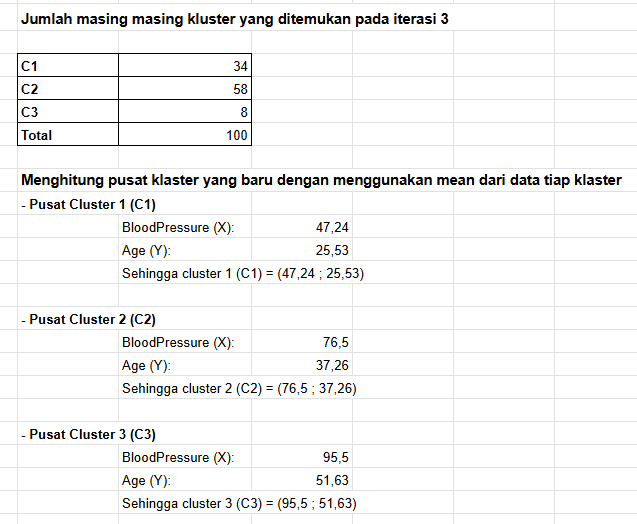 Jumlah masing masing kluster yang ditemukan pada iterasi 3
C1 34
C2 58
C3 8
Total 100
Menghitung pusat klaster yang baru dengan menggunakan mean dari data tiap klaster
- Pusat Cluster 1 (C1)
BloodPressure (X): 47,24
Age (Y): 25,53
Sehingga cluster 1 (C1) = (47,24 ; 25,53)
- Pusat Cluster 2 (C2)
BloodPressure (X): 76,5
Age (Y): 37,26
Sehingga cluster 2 (C2) = (76,5 ; 37,26)
- Pusat Cluster 3 (C3)
BloodPressure (X): 95,5
Age (Y): 51,63
Sehingga cluster 3 (C3) = (95,5 ; 51,63)